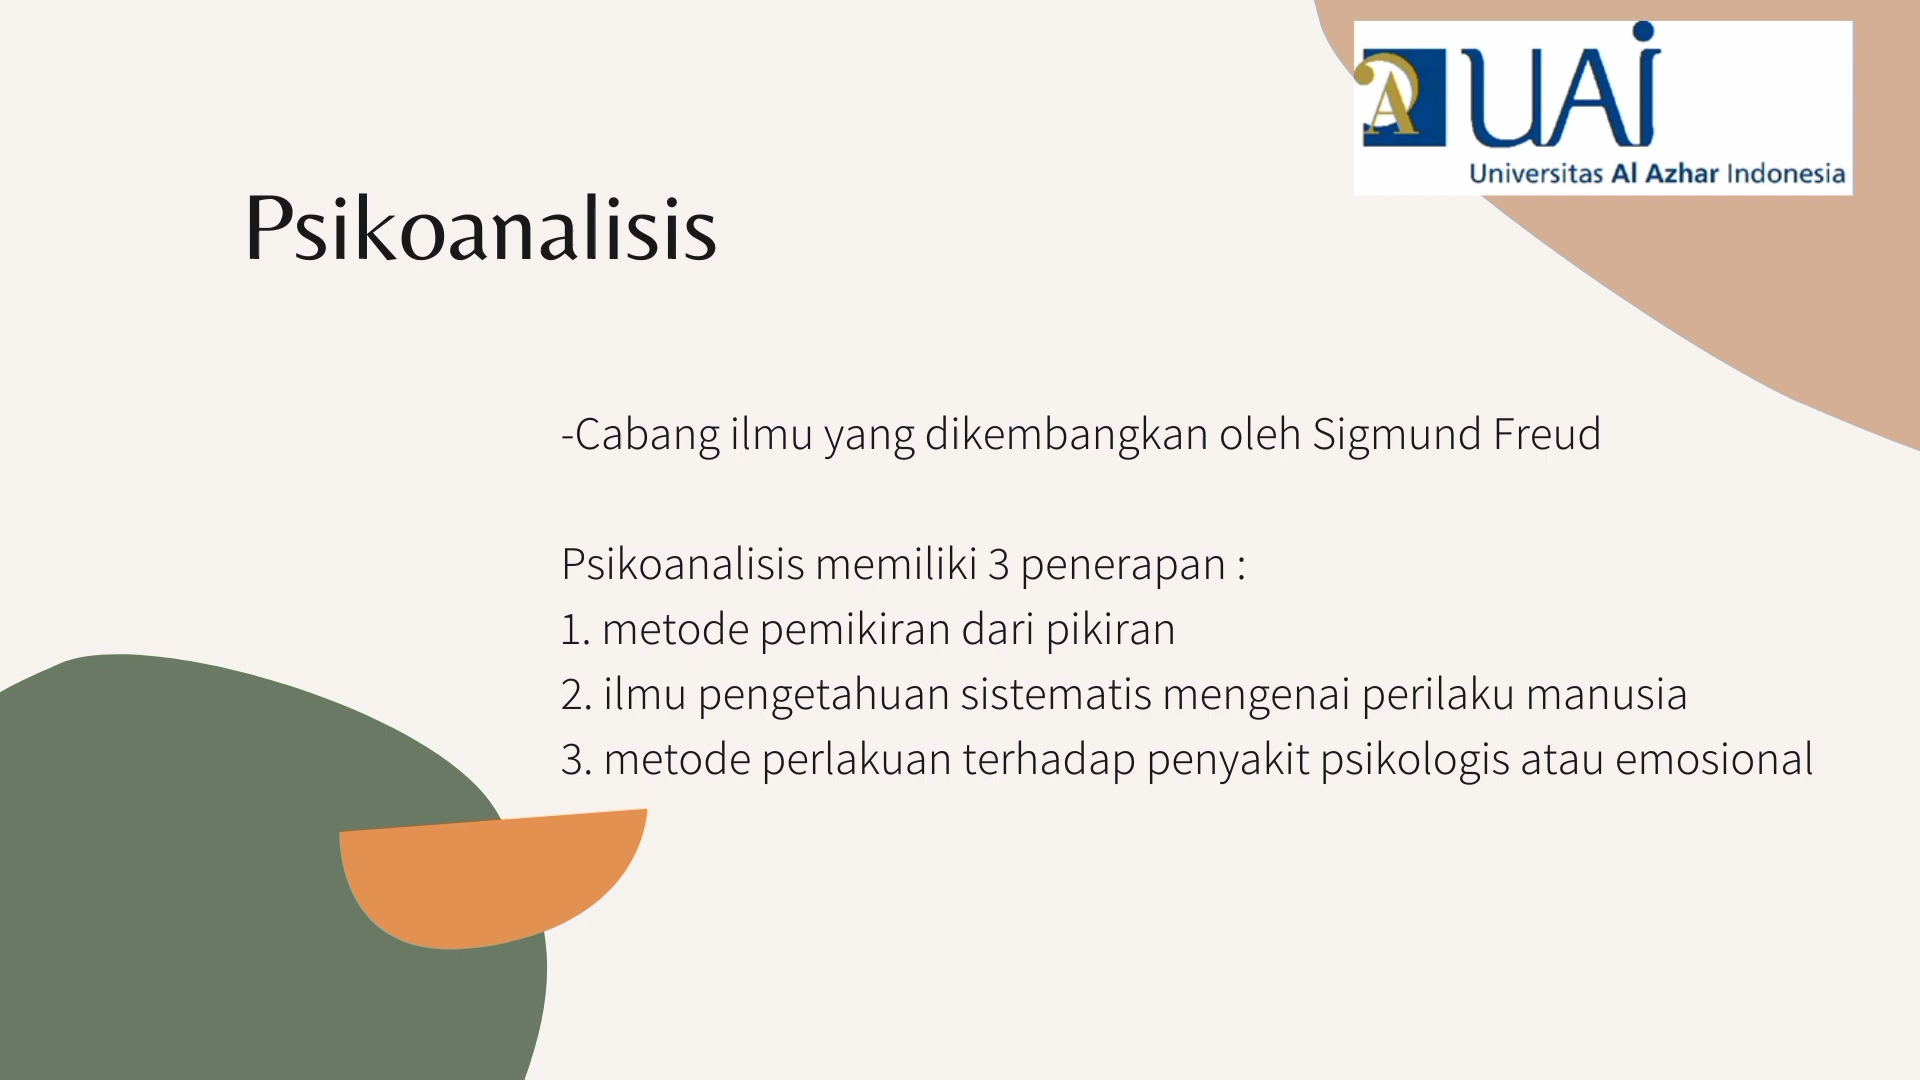 UAI
Universitas Al Azhar Indonesia
Psikoanalisis
-Cabang ilmu yang dikembangkan oleh Sigmund Freud
Psikoanalisis memiliki 3 penerapan :
1. metode pemikiran dari pikiran
2. ilmu pengetahuan sistematis mengenai perilaku manusia
3. metode perlakuan terhadap penyakit psikologis atau emosional